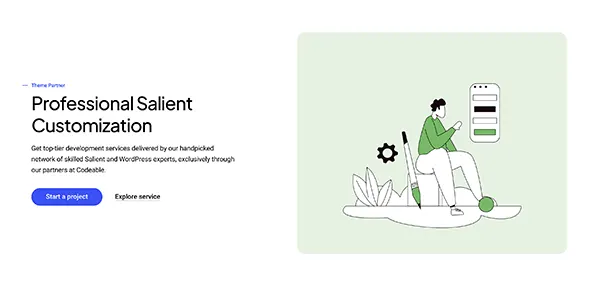 Theme Partner
Professional Salient
Customization
Get top-tier development services delivered by our handpicked
network of skilled Salient and WordPress experts, exclusively through
our partners at Codeable.
Start a project Explore service